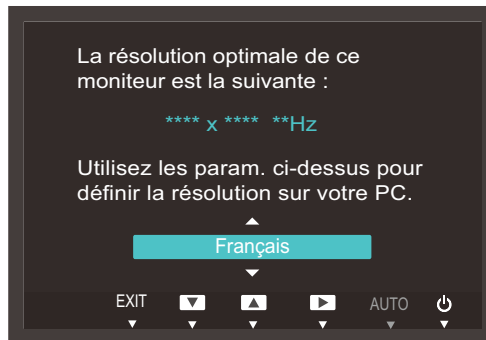 La résolution optimale de ce
moniteur est la suivante :
**** x **** **Hz
Utilisez les param. ci-dessus pour
définir la résolution sur votre PC.
Français
EXIT AUTO